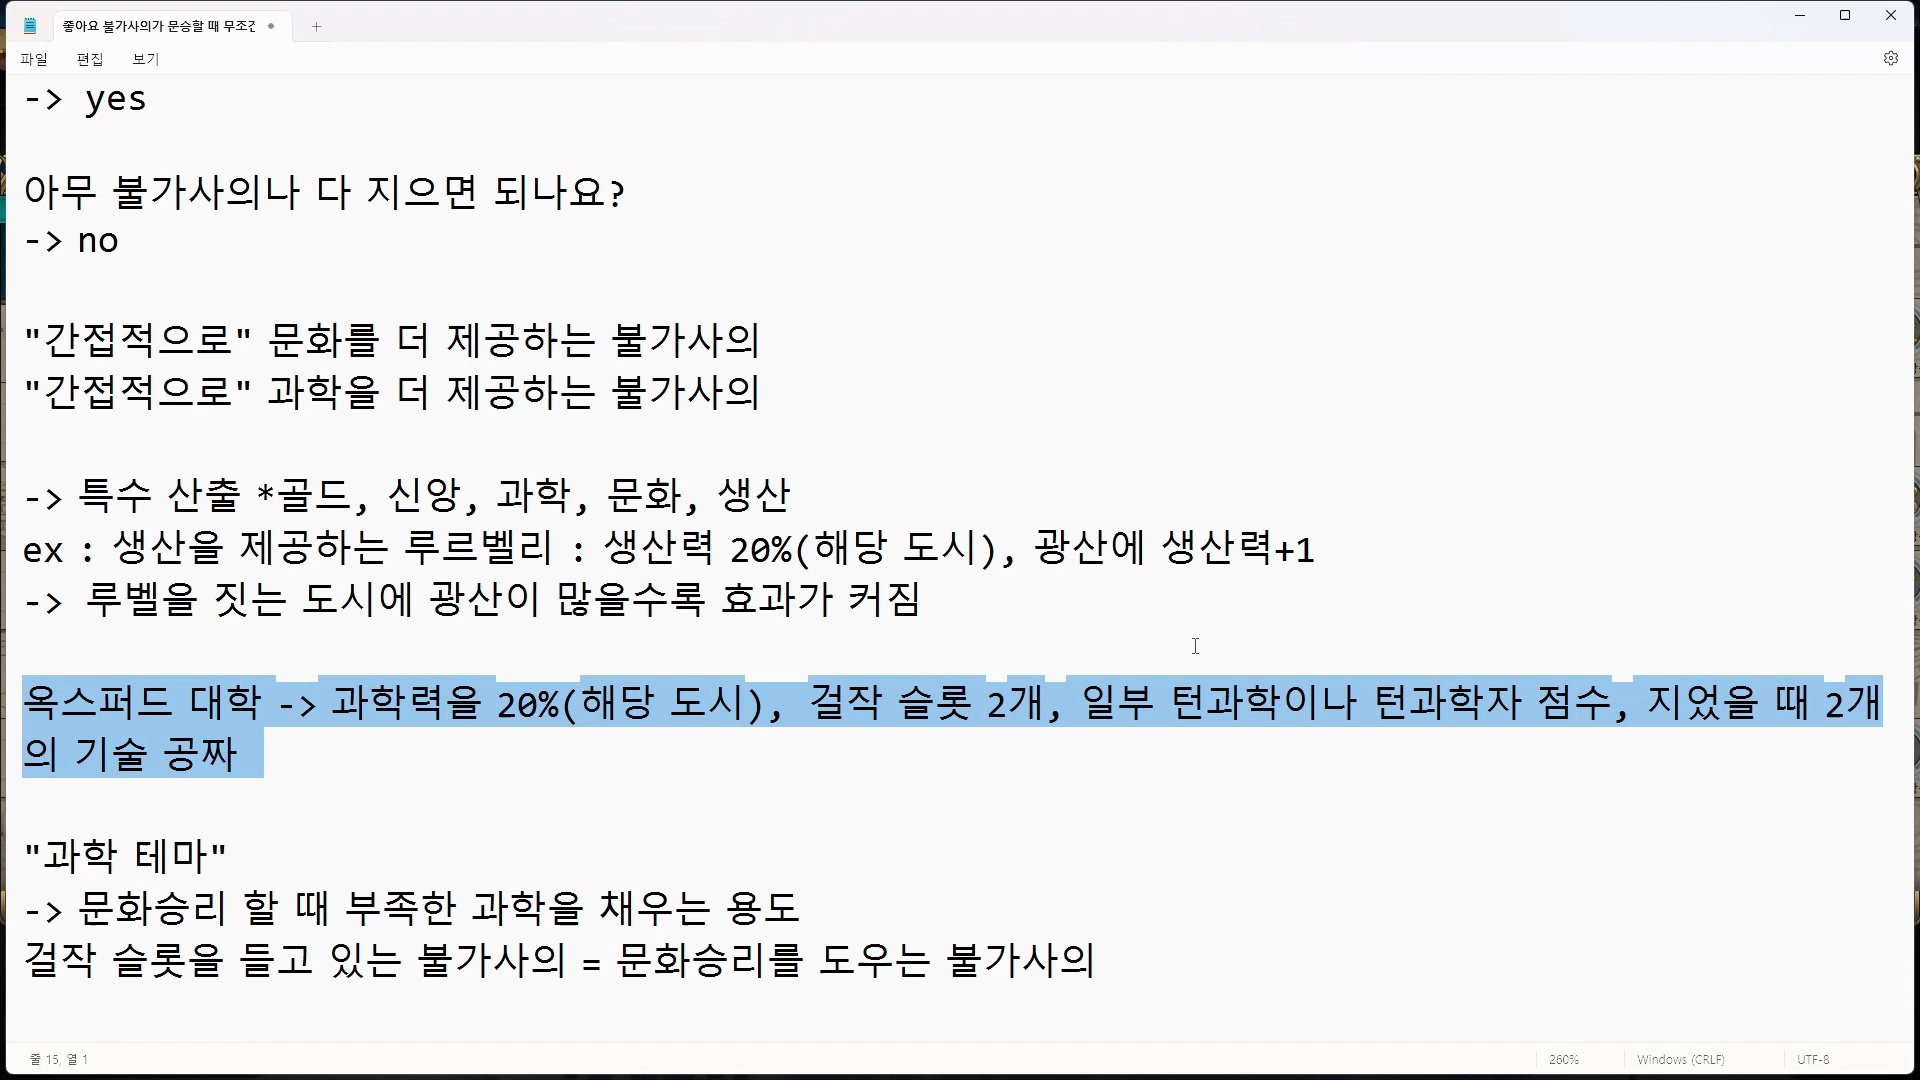 좋아요 불가사의가 문승할 때 무조건
파일 편집 보기
-> yes
아무 불가사의나 다 지으면 되나요?
-> no
"간접적으로" 문화를 더 제공하는 불가사의
"간접적으로" 과학을 더 제공하는 불가사의
-> 특수 산출 *골드, 신앙, 과학, 문화, 생산
ex : 생산을 제공하는 루르벨리 : 생산력 20%(해당 도시), 광산에 생산력+1
-> 루벨을 짓는 도시에 광산이 많을수록 효과가 커짐
옥스퍼드 대학 -> 과학력을 20%(해당 도시), 걸작 슬롯 2개, 일부 턴과학이나 턴과학자 점수, 지었을 때 2개
의 기술 공짜
"과학 테마"
-> 문화승리 할 때 부족한 과학을 채우는 용도
걸작 슬롯을 들고 있는 불가사의 = 문화승리를 도우는 불가사의
줄 15, 열 1
260%
Windows (CRLF)
UTF-8